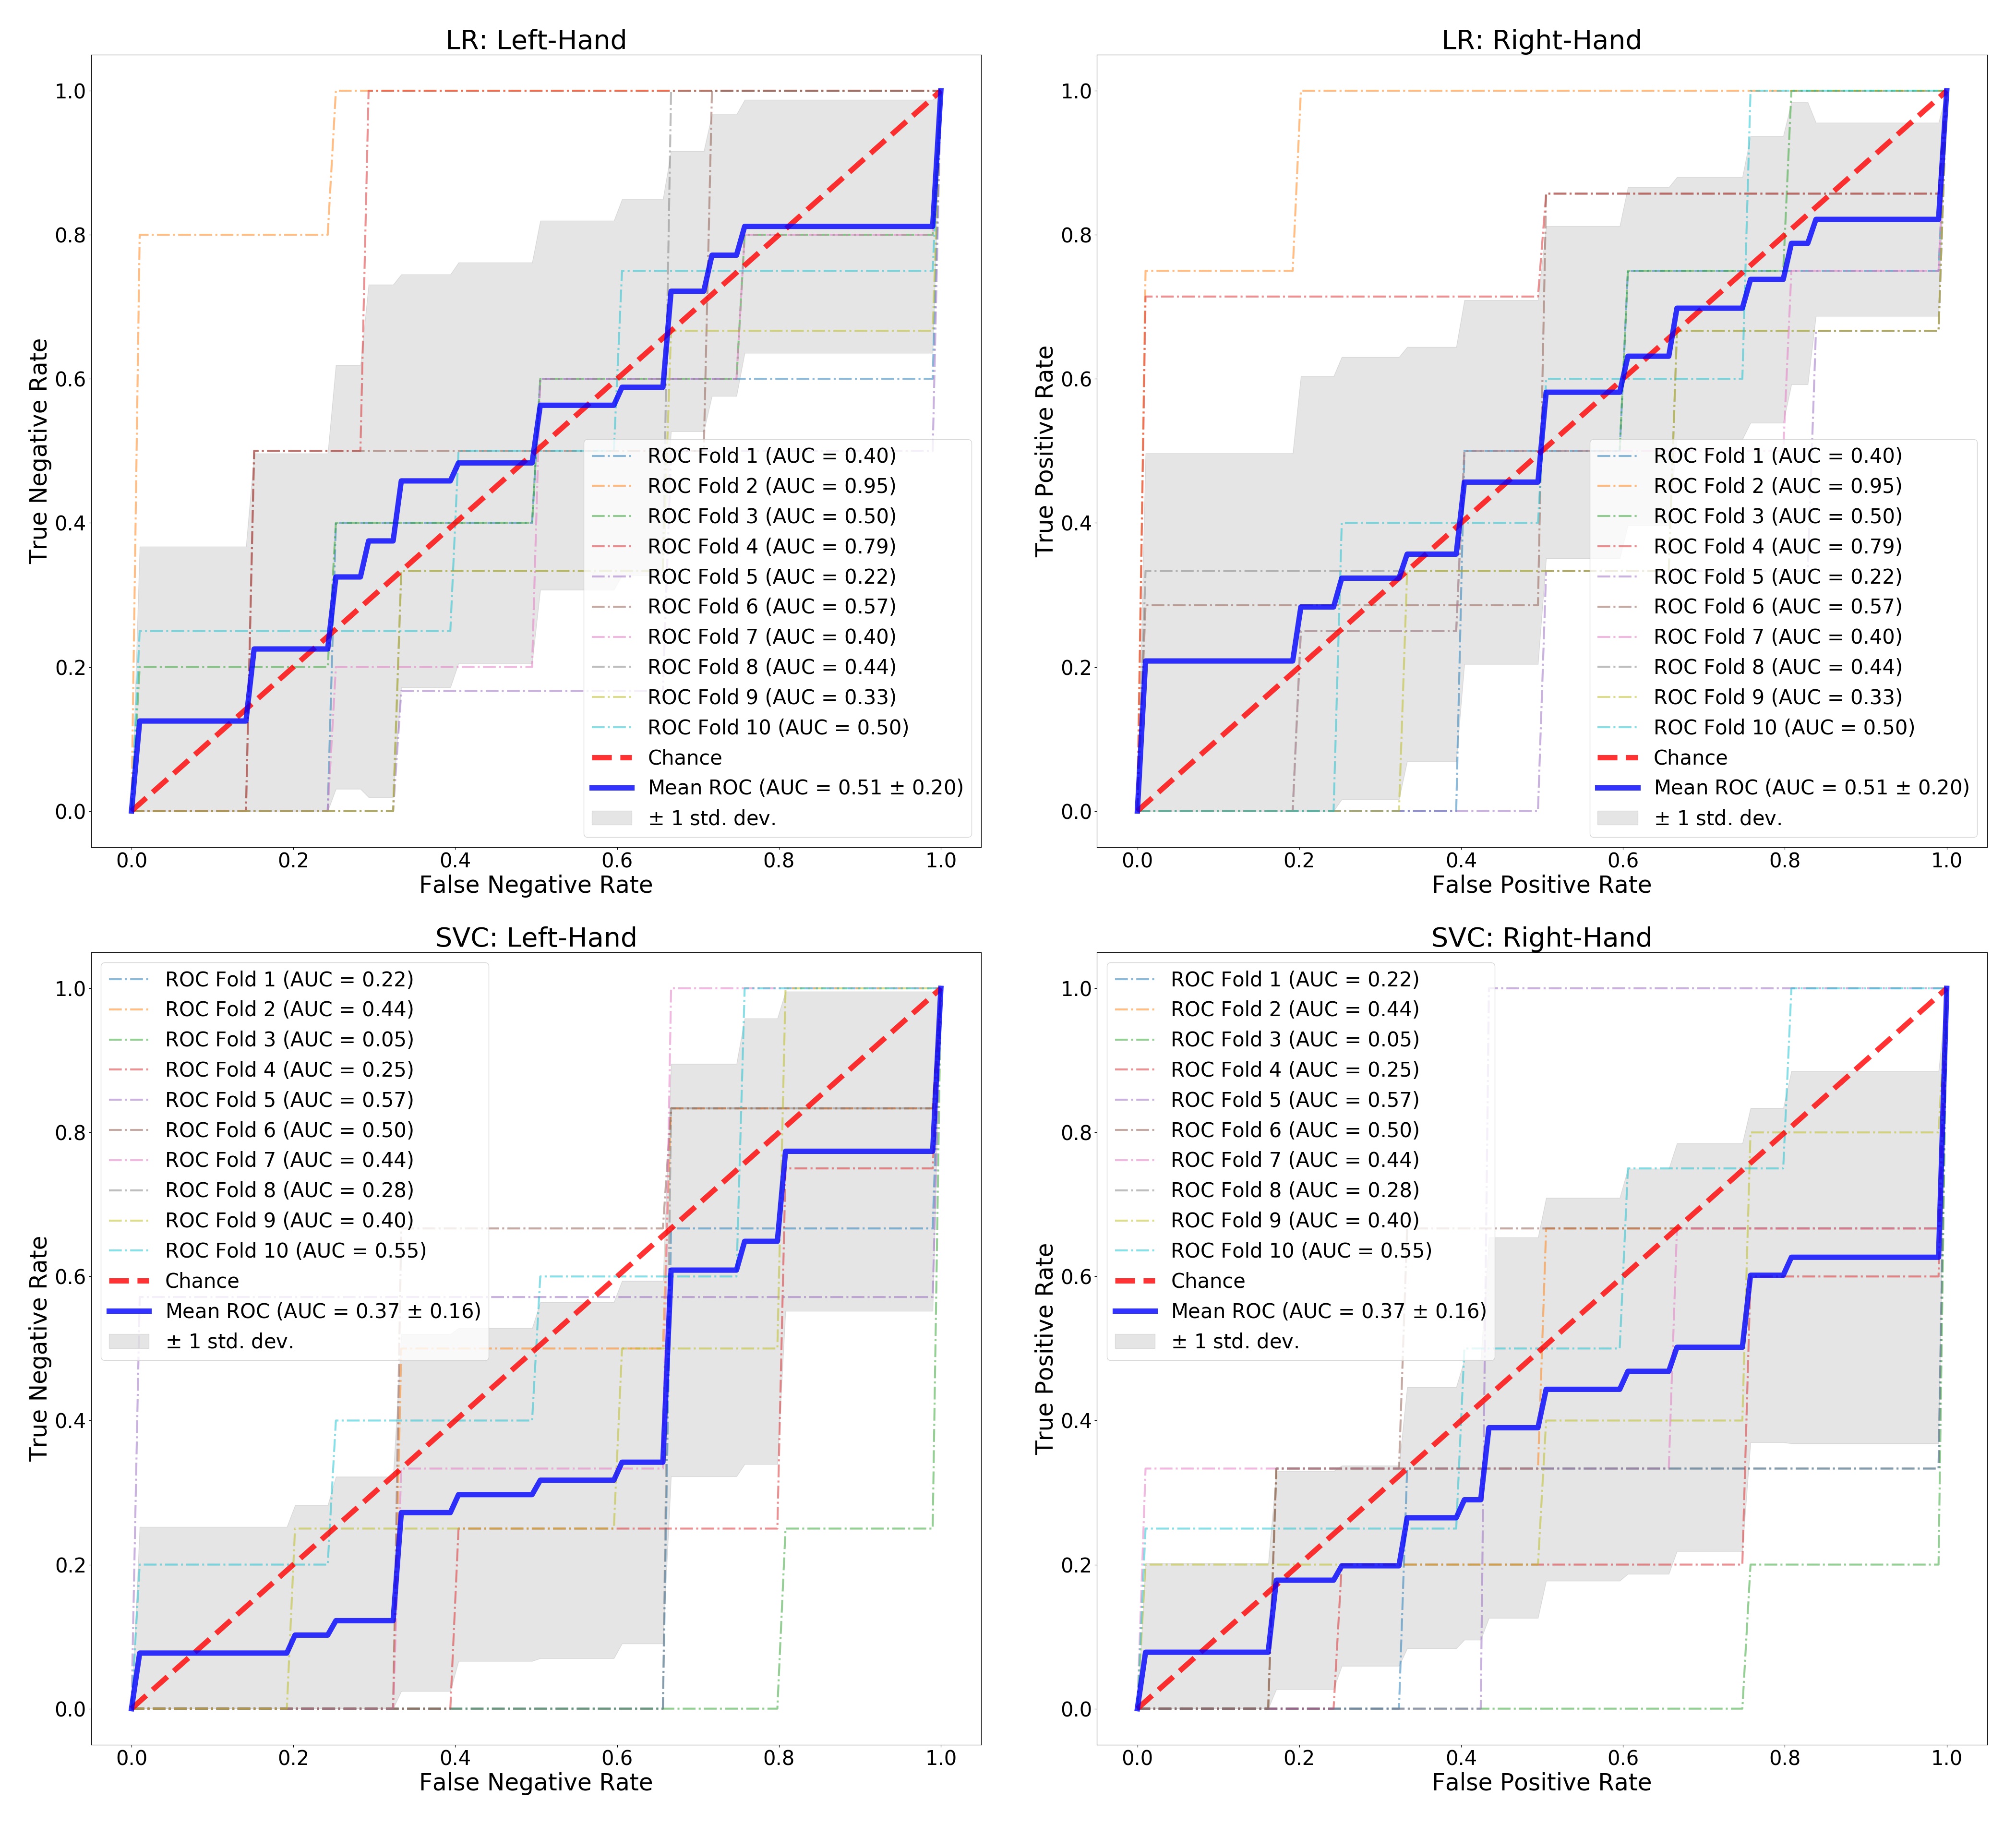 LR: Left-Hand
True Negative Rate
1.0
0.8
0.6
0.4
0.2
0.0
ROC Fold 1 (AUC = 0.40)
ROC Fold 2 (AUC = 0.95)
ROC Fold 3 (AUC = 0.50)
ROC Fold 4 (AUC = 0.79)
ROC Fold 5 (AUC = 0.22)
ROC Fold 6 (AUC = 0.57)
ROC Fold 7 (AUC = 0.40)
ROC Fold 8 (AUC = 0.44)
ROC Fold 9 (AUC = 0.33)
ROC Fold 10 (AUC = 0.50)
Chance
Mean ROC (AUC = 0.51 ± 0.20)
± 1 std. dev.
0.0 0.2 0.4 0.6 0.8 1.0
False Negative Rate
LR: Right-Hand
True Positive Rate
1.0
0.8
0.6
0.4
0.2
0.0
ROC Fold 1 (AUC = 0.40)
ROC Fold 2 (AUC = 0.95)
ROC Fold 3 (AUC = 0.50)
ROC Fold 4 (AUC = 0.79)
ROC Fold 5 (AUC = 0.22)
ROC Fold 6 (AUC = 0.57)
ROC Fold 7 (AUC = 0.40)
ROC Fold 8 (AUC = 0.44)
ROC Fold 9 (AUC = 0.33)
ROC Fold 10 (AUC = 0.50)
Chance
Mean ROC (AUC = 0.51 ± 0.20)
± 1 std. dev.
0.0 0.2 0.4 0.6 0.8 1.0
False Positive Rate
SVC: Left-Hand
True Negative Rate
1.0
0.8
0.6
0.4
0.2
0.0
ROC Fold 1 (AUC = 0.22)
ROC Fold 2 (AUC = 0.44)
ROC Fold 3 (AUC = 0.05)
ROC Fold 4 (AUC = 0.25)
ROC Fold 5 (AUC = 0.57)
ROC Fold 6 (AUC = 0.50)
ROC Fold 7 (AUC = 0.44)
ROC Fold 8 (AUC = 0.28)
ROC Fold 9 (AUC = 0.40)
ROC Fold 10 (AUC = 0.55)
Chance
Mean ROC (AUC = 0.37 ± 0.16)
± 1 std. dev.
0.0 0.2 0.4 0.6 0.8 1.0
False Negative Rate
SVC: Right-Hand
True Positive Rate
1.0
0.8
0.6
0.4
0.2
0.0
ROC Fold 1 (AUC = 0.22)
ROC Fold 2 (AUC = 0.44)
ROC Fold 3 (AUC = 0.05)
ROC Fold 4 (AUC = 0.25)
ROC Fold 5 (AUC = 0.57)
ROC Fold 6 (AUC = 0.50)
ROC Fold 7 (AUC = 0.44)
ROC Fold 8 (AUC = 0.28)
ROC Fold 9 (AUC = 0.40)
ROC Fold 10 (AUC = 0.55)
Chance
Mean ROC (AUC = 0.37 ± 0.16)
± 1 std. dev.
0.0 0.2 0.4 0.6 0.8 1.0
False Positive Rate